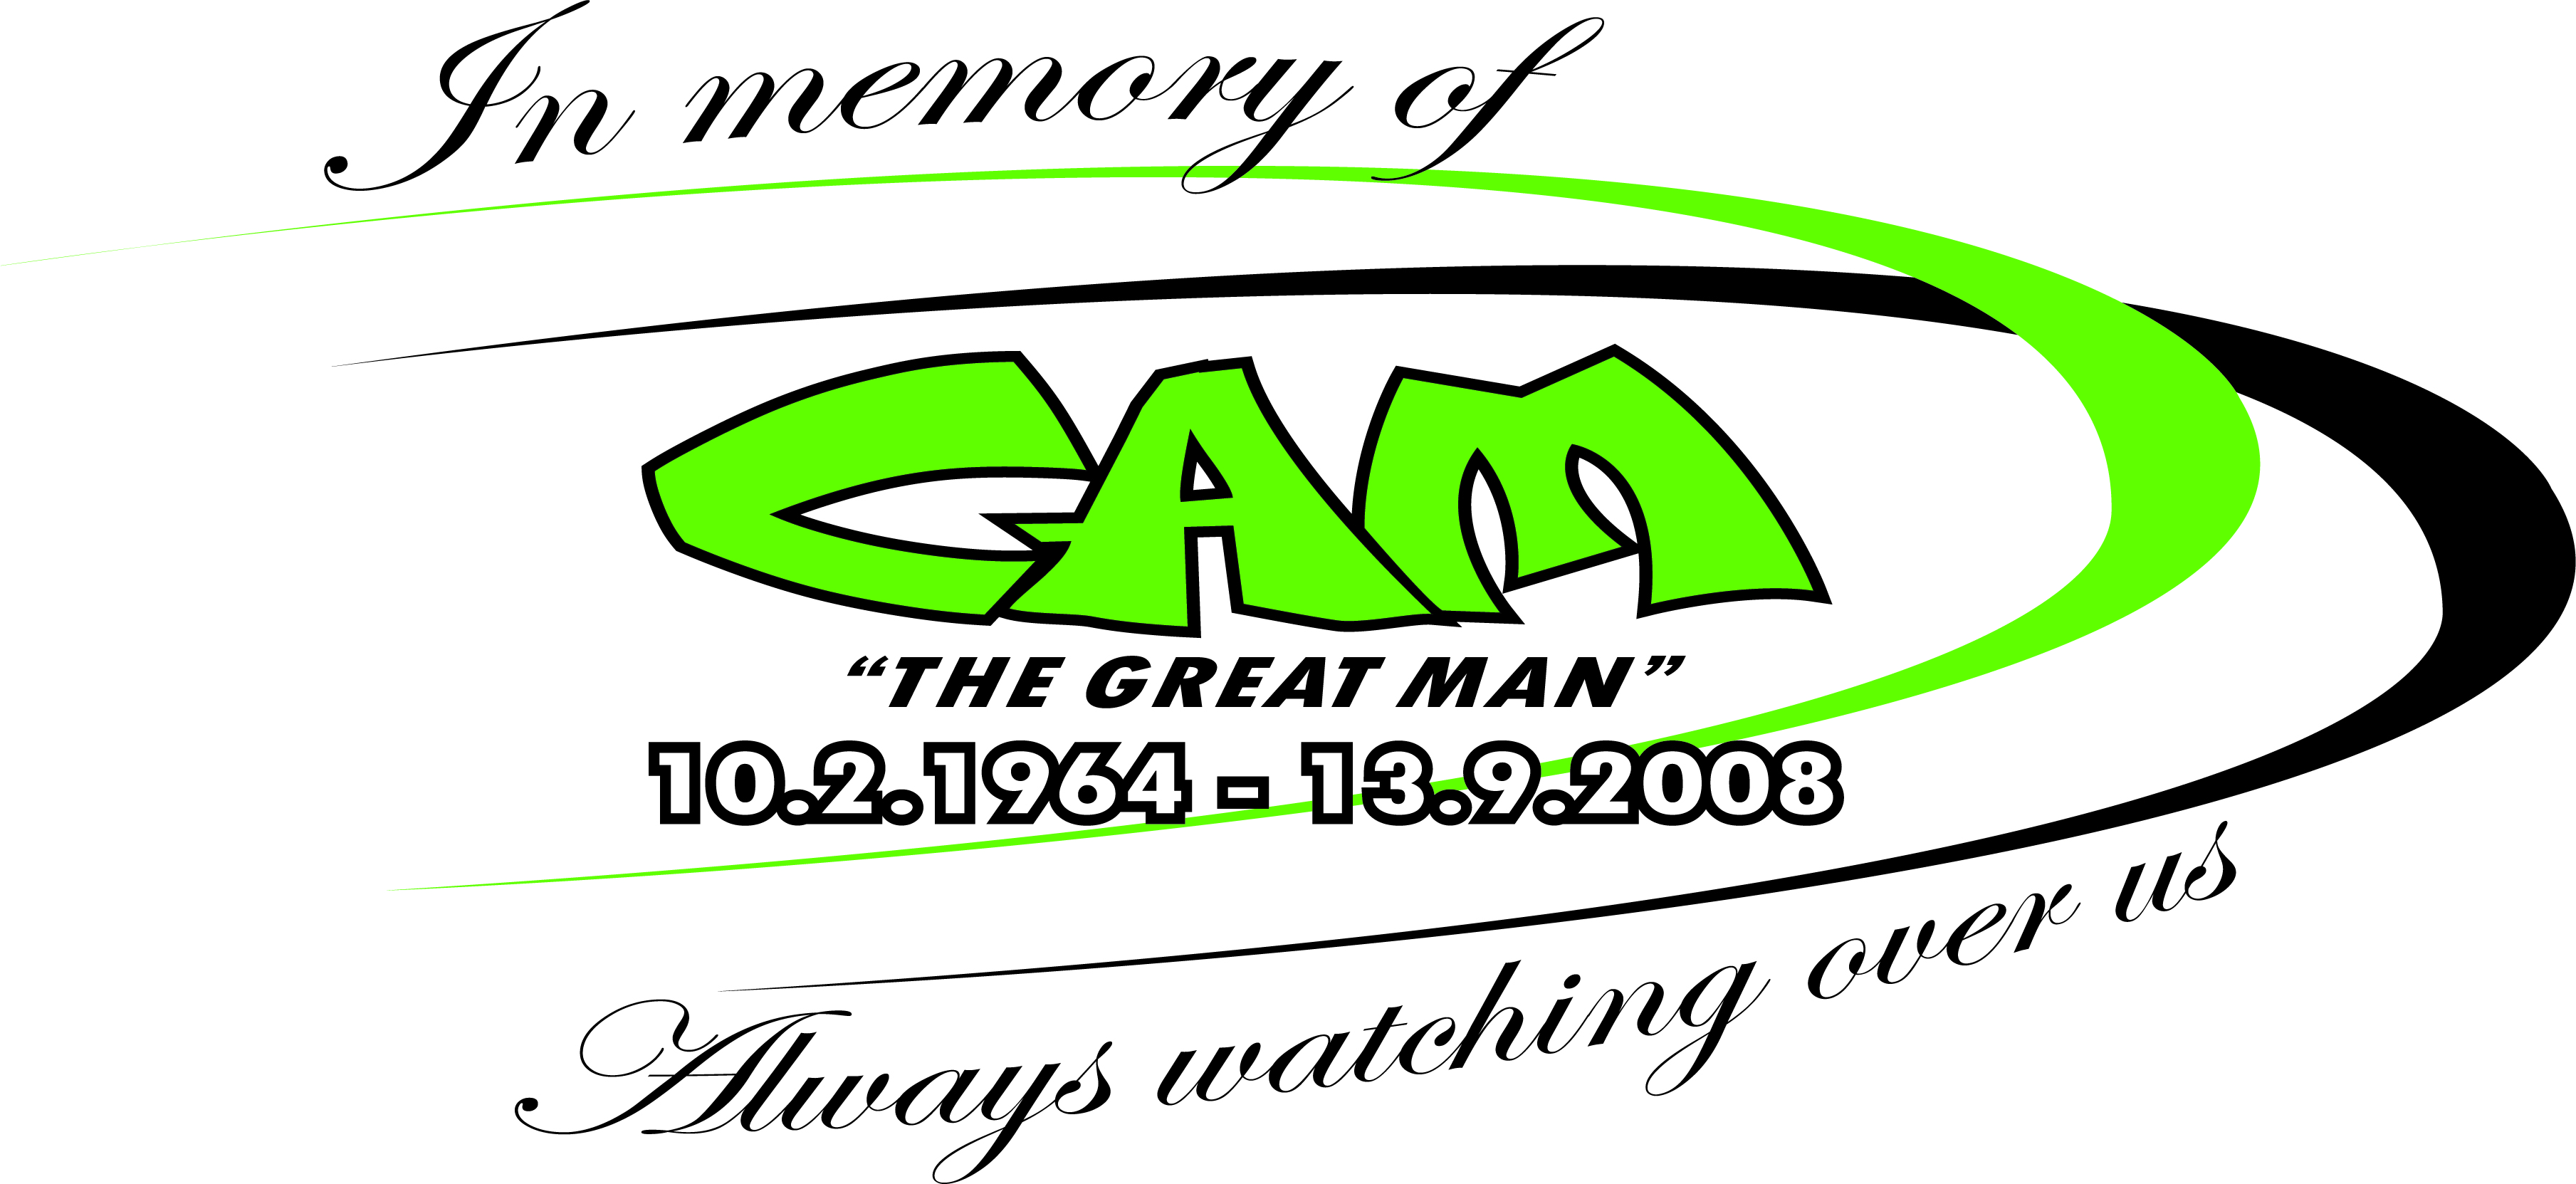 In memory of
CAM
“THE GREAT MAN”
10.2.1964 - 13.9.2008
Always watching over us